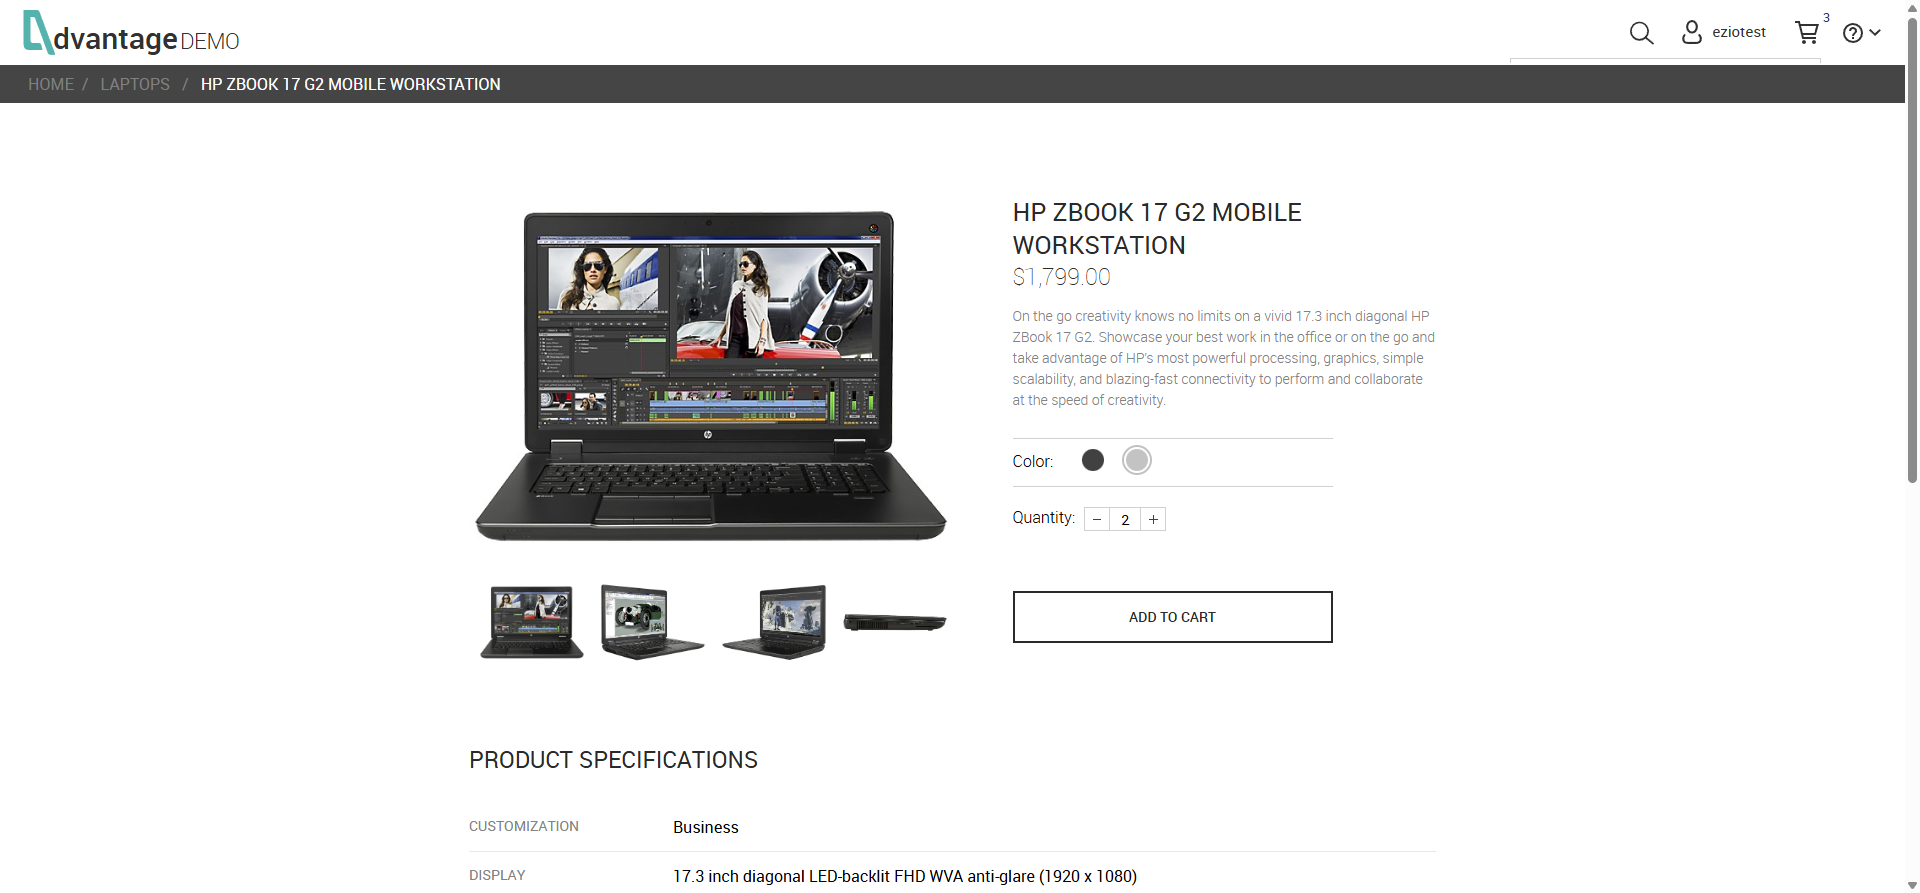 dvantage DEMO
eziotest
3
HOME / LAPTOPS / HP ZBOOK 17 G2 MOBILE WORKSTATION
HP ZBOOK 17 G2 MOBILE
WORKSTATION
$1,799.00
On the go creativity knows no limits on a vivid 17.3 inch diagonal HP
ZBook 17 G2. Showcase your best work in the office or on the go and
take advantage of HP's most powerful processing, graphics, simple
scalability, and blazing-fast connectivity to perform and collaborate
at the speed of creativity.
Color:
Quantity: − 2 +
ADD TO CART
PRODUCT SPECIFICATIONS
CUSTOMIZATION Business
DISPLAY 17.3 inch diagonal LED-backlit FHD WVA anti-glare (1920 x 1080)